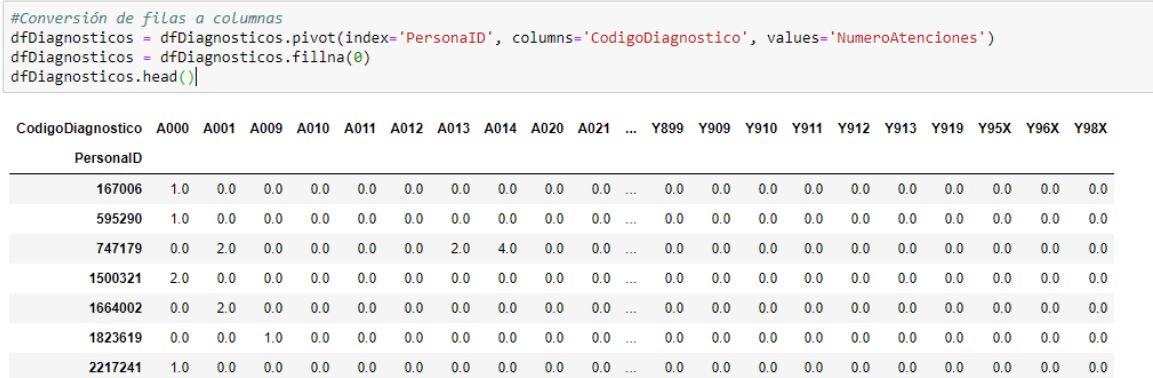 #Conversión de filas a columnas
dfDiagnosticos = dfDiagnosticos.pivot(index='PersonaID', columns='CodigoDiagnostico', values='NumeroAtenciones')
dfDiagnosticos = dfDiagnosticos.fillna(0)
dfDiagnosticos.head()
CodigoDiagnostico A000 A001 A009 A010 A011 A012 A013 A014 A020 A021 ... Y899 Y909 Y910 Y911 Y912 Y913 Y919 Y95X Y96X Y98X
PersonaID
167006 1.0 0.0 0.0 0.0 0.0 0.0 0.0 0.0 0.0 0.0 ... 0.0 0.0 0.0 0.0 0.0 0.0 0.0 0.0 0.0 0.0
595290 1.0 0.0 0.0 0.0 0.0 0.0 0.0 0.0 0.0 0.0 ... 0.0 0.0 0.0 0.0 0.0 0.0 0.0 0.0 0.0 0.0
747179 0.0 2.0 0.0 0.0 0.0 0.0 2.0 4.0 0.0 0.0 ... 0.0 0.0 0.0 0.0 0.0 0.0 0.0 0.0 0.0 0.0
1500321 2.0 0.0 0.0 0.0 0.0 0.0 0.0 0.0 0.0 0.0 ... 0.0 0.0 0.0 0.0 0.0 0.0 0.0 0.0 0.0 0.0
1664002 0.0 2.0 0.0 0.0 0.0 0.0 0.0 0.0 0.0 0.0 ... 0.0 0.0 0.0 0.0 0.0 0.0 0.0 0.0 0.0 0.0
1823619 0.0 0.0 1.0 0.0 0.0 0.0 0.0 0.0 0.0 0.0 ... 0.0 0.0 0.0 0.0 0.0 0.0 0.0 0.0 0.0 0.0
2217241 1.0 0.0 0.0 0.0 0.0 0.0 0.0 0.0 0.0 0.0 ... 0.0 0.0 0.0 0.0 0.0 0.0 0.0 0.0 0.0 0.0